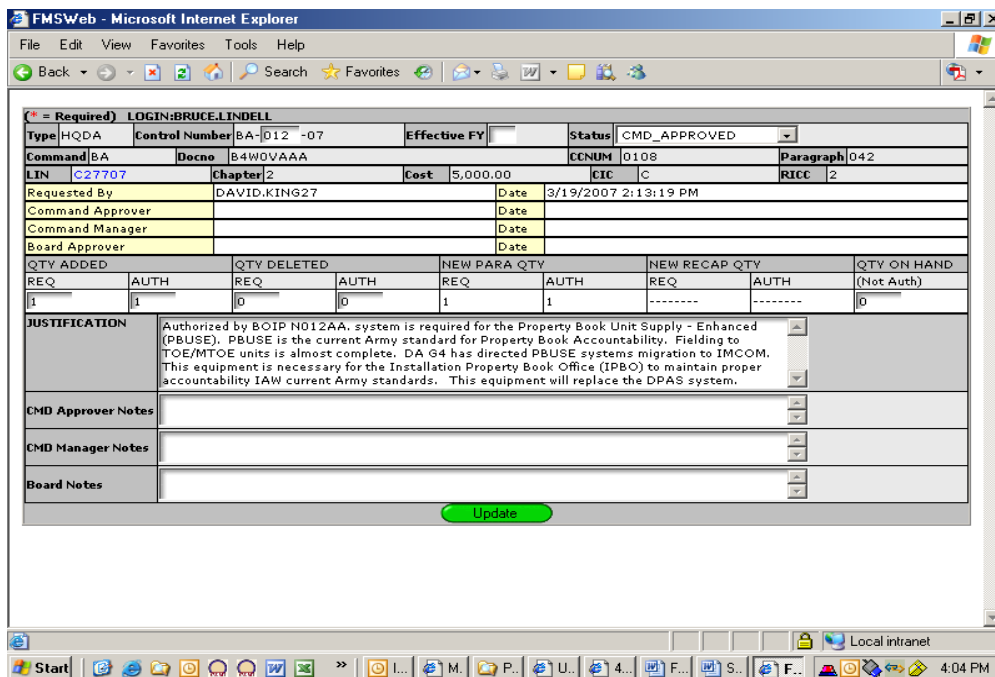 FMSWeb - Microsoft Internet Explorer
File Edit View Favorites Tools Help
Back Search Favorites
(* = Required) LOGIN:BRUCE.LINDELL
Type HQDA Control Number BA-012 -07 Effective FY Status CMD_APPROVED
Command BA Docno B4W0VAAA CCNUM 0108 Paragraph 042
LIN C27707 Chapter 2 Cost 5,000.00 CIC C RICC 2
Requested By DAVID.KING27 Date 3/19/2007 2:13:19 PM
Command Approver Date
Command Manager Date
Board Approver Date
QTY ADDED QTY DELETED NEW PARA QTY NEW RECAP QTY QTY ON HAND
REQ AUTH REQ AUTH REQ AUTH REQ AUTH (Not Auth)
1 1 0 0 1 1 -------- -------- 0
JUSTIFICATION
Authorized by BOIP N012AA. system is required for the Property Book Unit Supply - Enhanced
(PBUSE). PBUSE is the current Army standard for Property Book Accountability. Fielding to
TOE/MTOE units is almost complete. DA G4 has directed PBUSE systems migration to IMCOM.
This equipment is necessary for the Installation Property Book Office (IPBO) to maintain proper
accountability IAW current Army standards. This equipment will replace the DPAS system.
CMD Approver Notes
CMD Manager Notes
Board Notes
Update
Local intranet
Start » I... M. P.. U.. 4... F... S.. F.. 4:04 PM